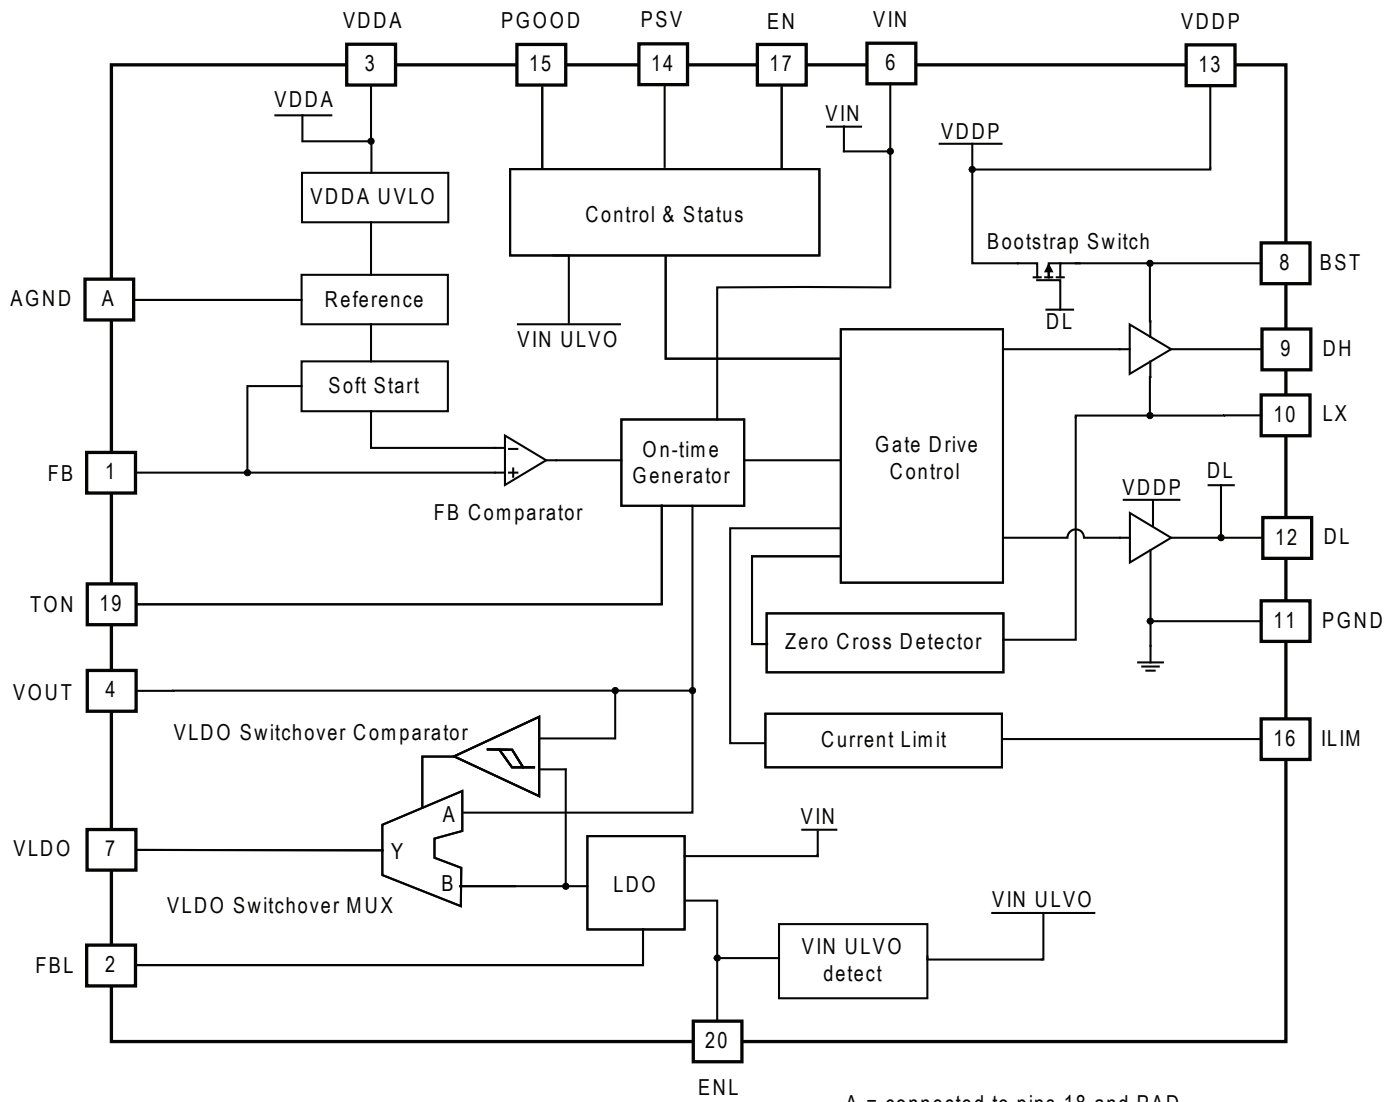 VDDA
PGOOD
PSV
EN
VIN
VDDP
3
15
14
17
6
13
VDDA
VIN
VDDP
VDDA UVLO
Control & Status
Bootstrap Switch
8
BST
AGND
A
Reference
DL
VIN ULVO
9
DH
Soft Start
10
LX
On-time
Generator
Gate Drive
Control
FB
1
−
+
FB Comparator
DL
VDDP
12
DL
TON
19
11
PGND
Zero Cross Detector
VOUT
4
VLDO Switchover Comparator
Current Limit
16
ILIM
VIN
A
VLDO
7
Y
B
LDO
VLDO Switchover MUX
VIN ULVO
VIN ULVO
detect
FBL
2
20
ENL